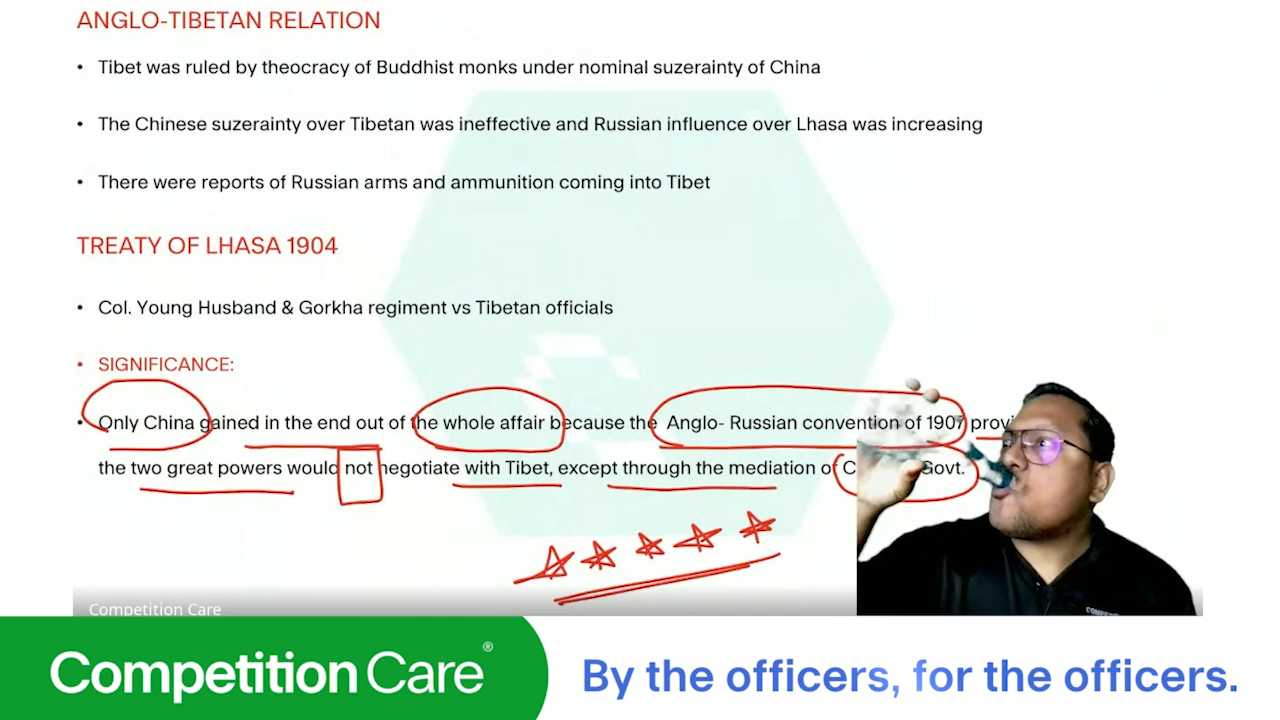 ANGLO-TIBETAN RELATION
• Tibet was ruled by theocracy of Buddhist monks under nominal suzerainty of China
• The Chinese suzerainty over Tibetan was ineffective and Russian influence over Lhasa was increasing
• There were reports of Russian arms and ammunition coming into Tibet
TREATY OF LHASA 1904
• Col. Young Husband & Gorkha regiment vs Tibetan officials
• SIGNIFICANCE:
• Only China gained in the end out of the whole affair because the Anglo- Russian convention of 1907
the two great powers would not negotiate with Tibet, except through the mediation of Govt.
Competition Care
Competition Care®
By the officers, for the officers.